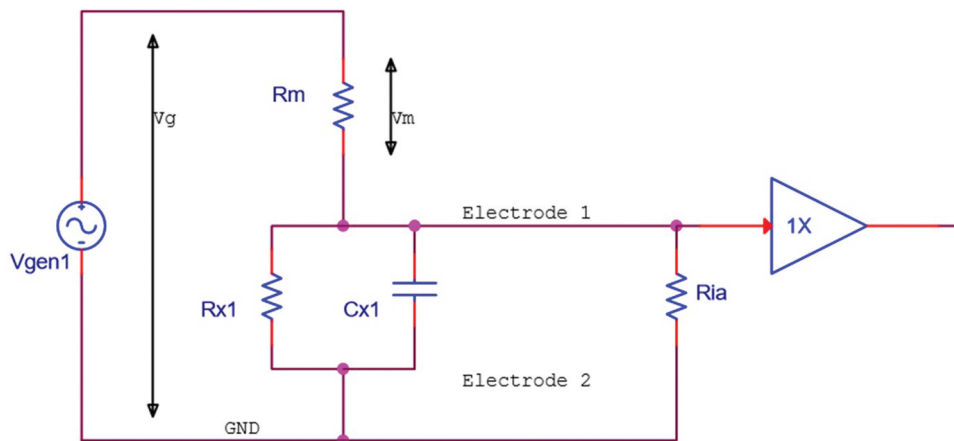 Rm
Vg
Vm
Electrode 1
1X
+
-
Vgen1
Rx1
Cx1
Ria
Electrode 2
GND